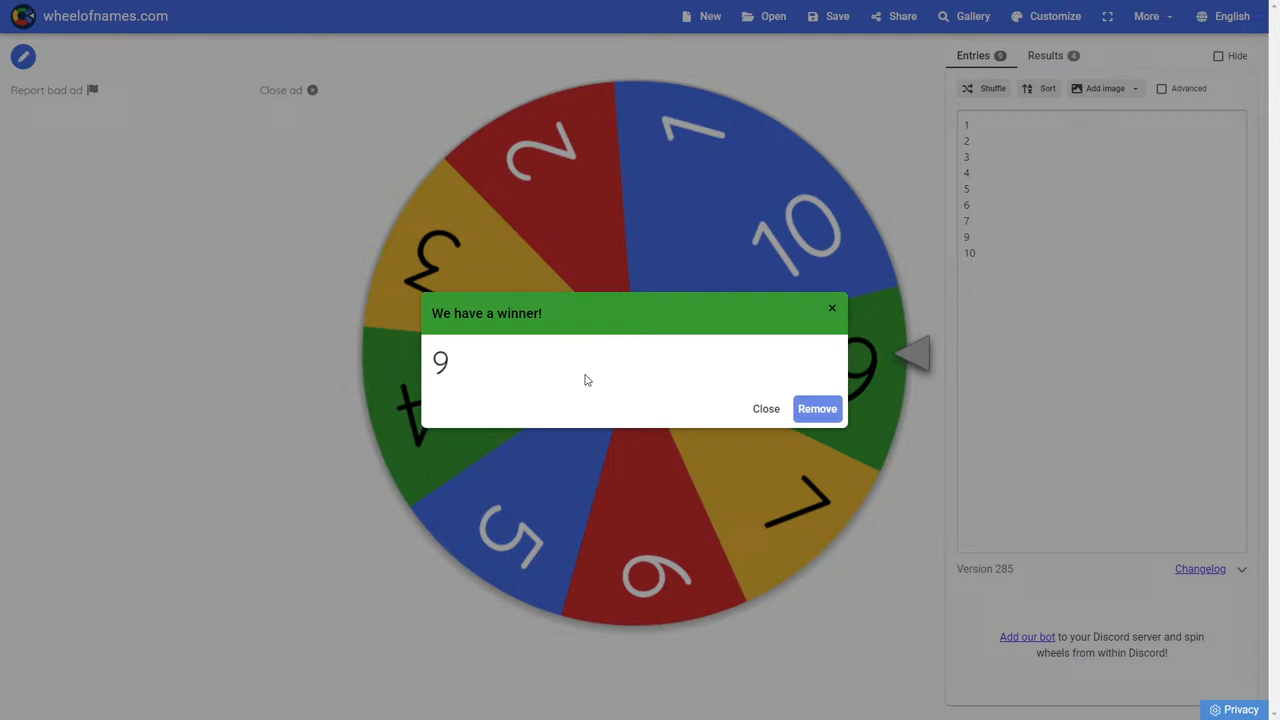 wheelofnames.com
New
Open
Save
Share
Gallery
Customize
More
English
Report bad ad
Close ad
Entries 9
Results 4
Hide
Shuffle
Sort
Add image
Advanced
1
2
3
4
5
6
7
9
10
1
10
2
3
4
5
6
7
9
We have a winner!
9
Close
Remove
Version 285
Changelog
Add our bot to your Discord server and spin
wheels from within Discord!
Privacy